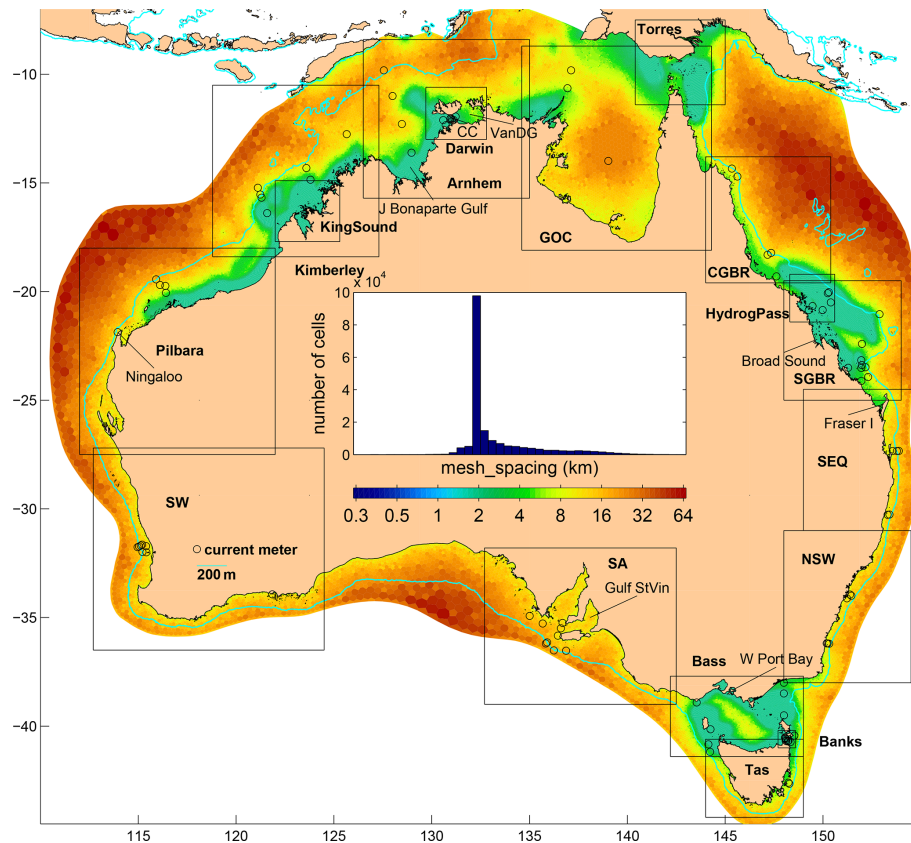 Torres
−10
CC
VanDG
Darwin
Arnhem
−15
J Bonaparte Gulf
KingSound
GOC
Kimberley
CGBR
× 10⁴
10
8
6
4
2
0
number of cells
mesh_spacing (km)
0.3 0.5 1 2 4 8 16 32 64
−20
HydrogPass
Pilbara
Broad Sound
Ningaloo
SGBR
−25
Fraser I
SEQ
−30
SW
current meter
200 m
NSW
SA
Gulf StVin
−35
Bass
W Port Bay
−40
Banks
Tas
115 120 125 130 135 140 145 150